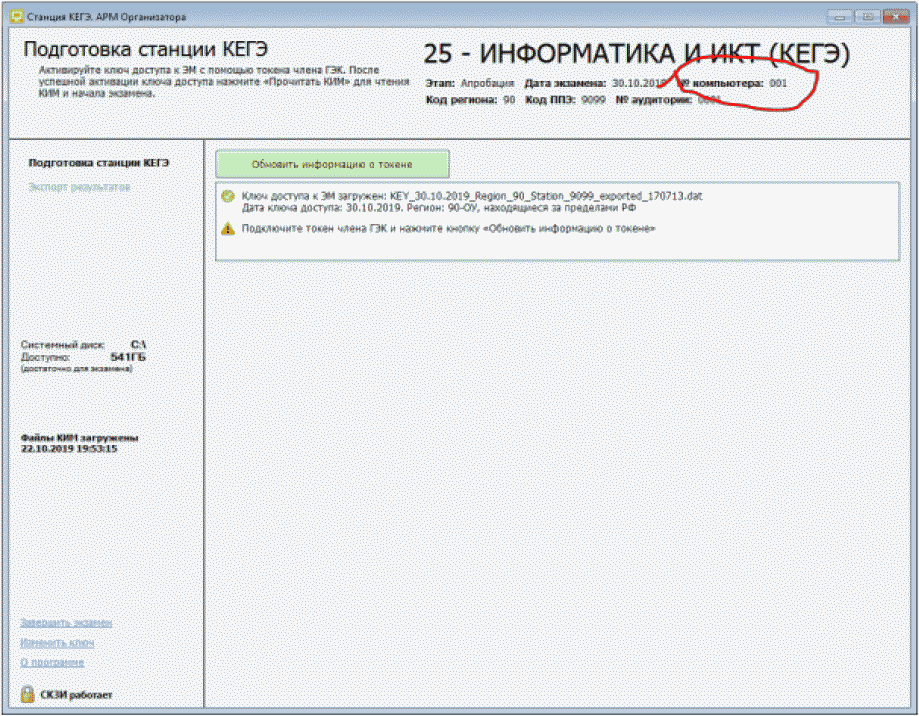 Станция КЕГЭ. АРМ Организатора
Подготовка станции КЕГЭ
Активируйте ключ доступа к ЭМ с помощью токена члена ГЭК. После
успешной активации ключа доступа нажмите «Прочитать КИМ» для чтения
КИМ и начала экзамена.
25 - ИНФОРМАТИКА И ИКТ (КЕГЭ)
Этап: Апробация Дата экзамена: 30.10.2019 № компьютера: 001
Код региона: 90 Код ППЭ: 9099 № аудитории:
Подготовка станции КЕГЭ
Экспорт результатов
Системный диск: C:\
Доступно: 541ГБ
(достаточно для экзамена)
Файлы КИМ загружены
22.10.2019 19:53:15
Завершить экзамен
Изменить ключ
О программе
СКЗИ работает
Обновить информацию о токене
Ключ доступа к ЭМ загружен: KEY_30.10.2019_Region_90_Station_9099_exported_170713.dat
Дата ключа доступа: 30.10.2019. Регион: 90-ОУ, находящиеся за пределами РФ
Подключите токен члена ГЭК и нажмите кнопку «Обновить информацию о токене»